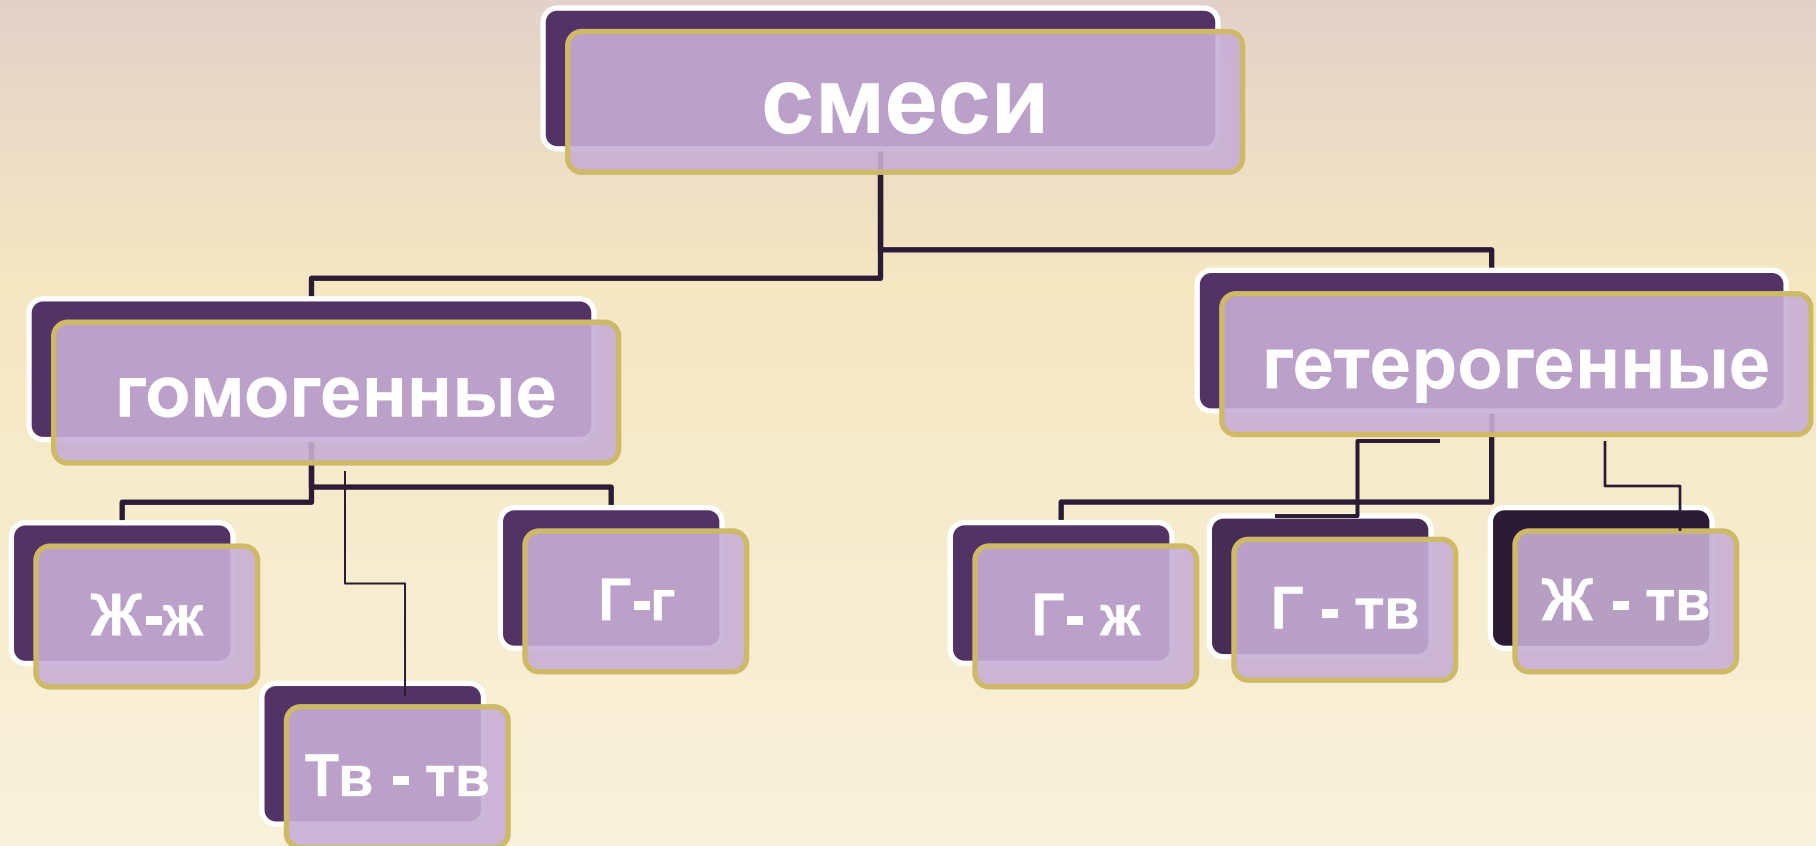 смеси
гомогенные
гетерогенные
Ж-ж
Тв - тв
Г-г
Г- ж
Г - тв
Ж - тв